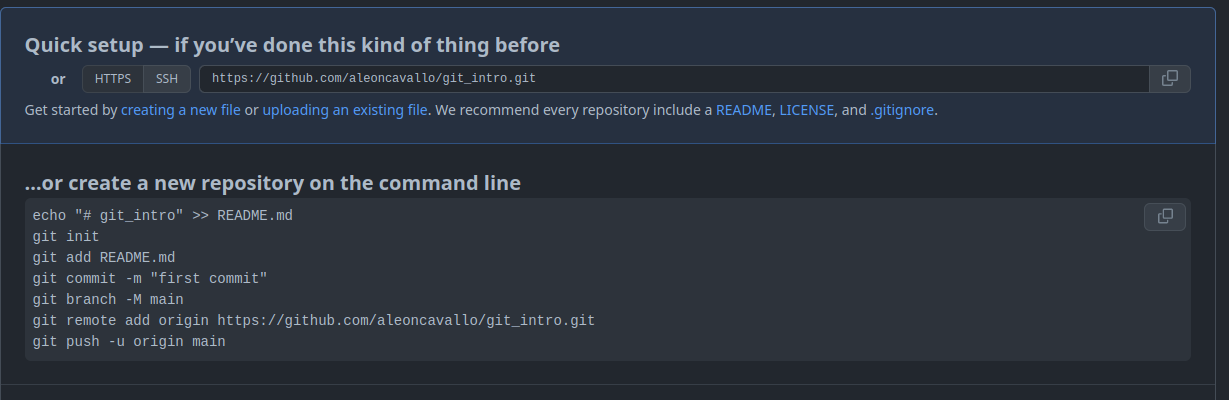 Quick setup — if you’ve done this kind of thing before
or HTTPS SSH https://github.com/aleoncavallo/git_intro.git
Get started by creating a new file or uploading an existing file. We recommend every repository include a README, LICENSE, and .gitignore.
...or create a new repository on the command line
echo "# git_intro" >> README.md
git init
git add README.md
git commit -m "first commit"
git branch -M main
git remote add origin https://github.com/aleoncavallo/git_intro.git
git push -u origin main